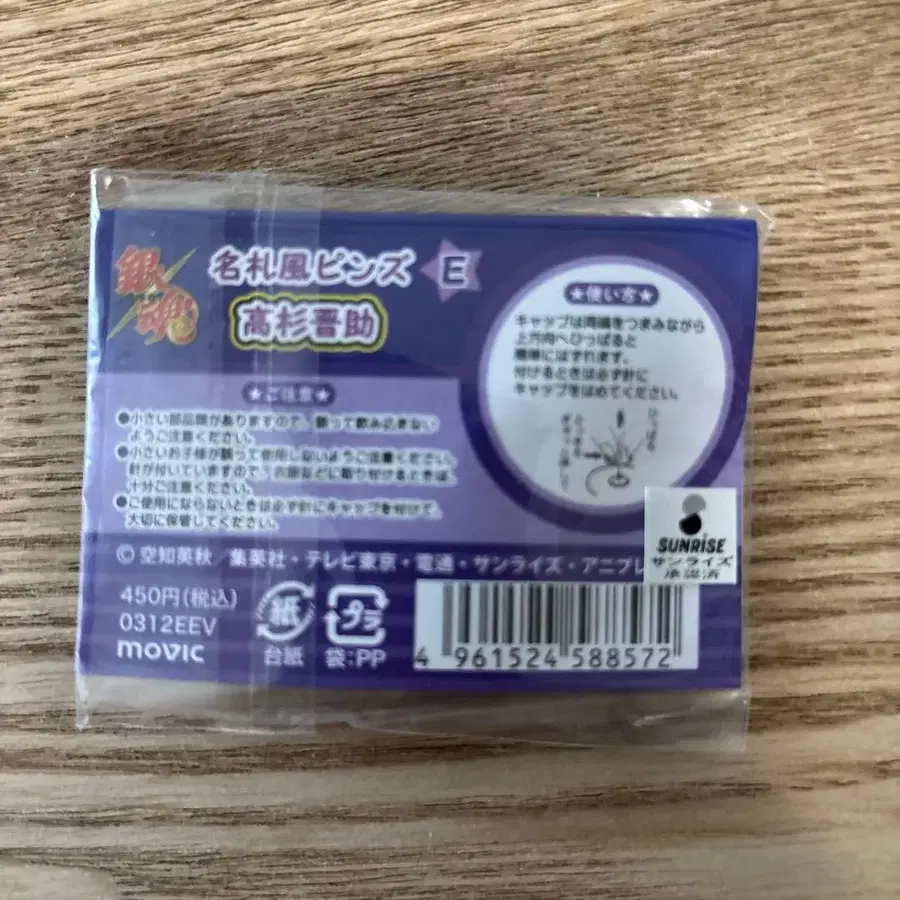 銀魂
名札風ピンズ E
高杉晋助
★使い方★
キャップは両端をつまみながら
上方向へひっぱると
簡単にはずれます。
付けるときは必ず針に
キャップをはめてください。
ひっぱる
★ご注意★
●小さい部品類がありますので、誤って飲み込まない
ようご注意ください。
●小さいお子様が誤って使用しないようご注意ください。
針が付いていますので、衣服などに取り付けるときは、
十分ご注意ください。
●ご使用にならないときは必ず針にキャップを付けて、
大切に保管してください。
© 空知英秋／集英社・テレビ東京・電通・サンライズ・アニプレ
SUNRISE
サンライズ
承認済
450円(税込)
0312EEV
movic
紙
台紙
プラ
袋:PP
4 961524 588572